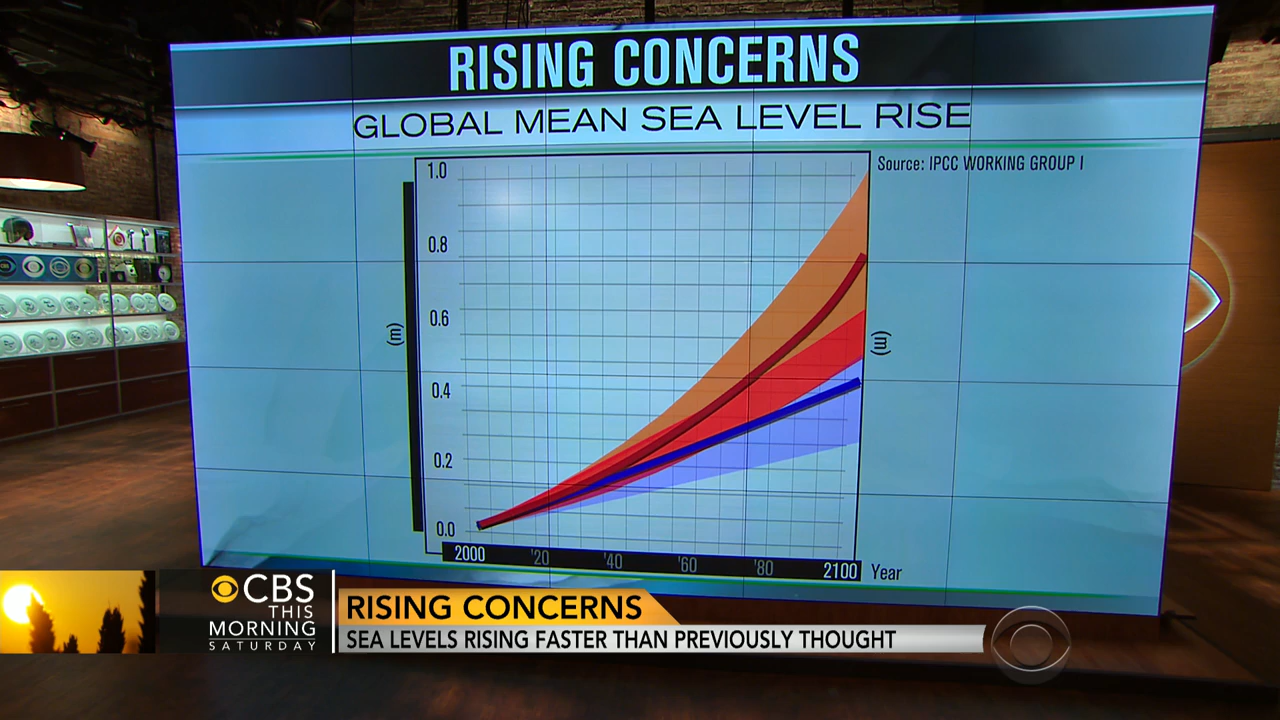 RISING CONCERNS
GLOBAL MEAN SEA LEVEL RISE
Source: IPCC WORKING GROUP I
1.0
0.8
0.6
0.4
0.2
0.0
(m)
(m)
2000 '20 '40 '60 '80 2100 Year
CBS
THIS
MORNING
SATURDAY
RISING CONCERNS
SEA LEVELS RISING FASTER THAN PREVIOUSLY THOUGHT